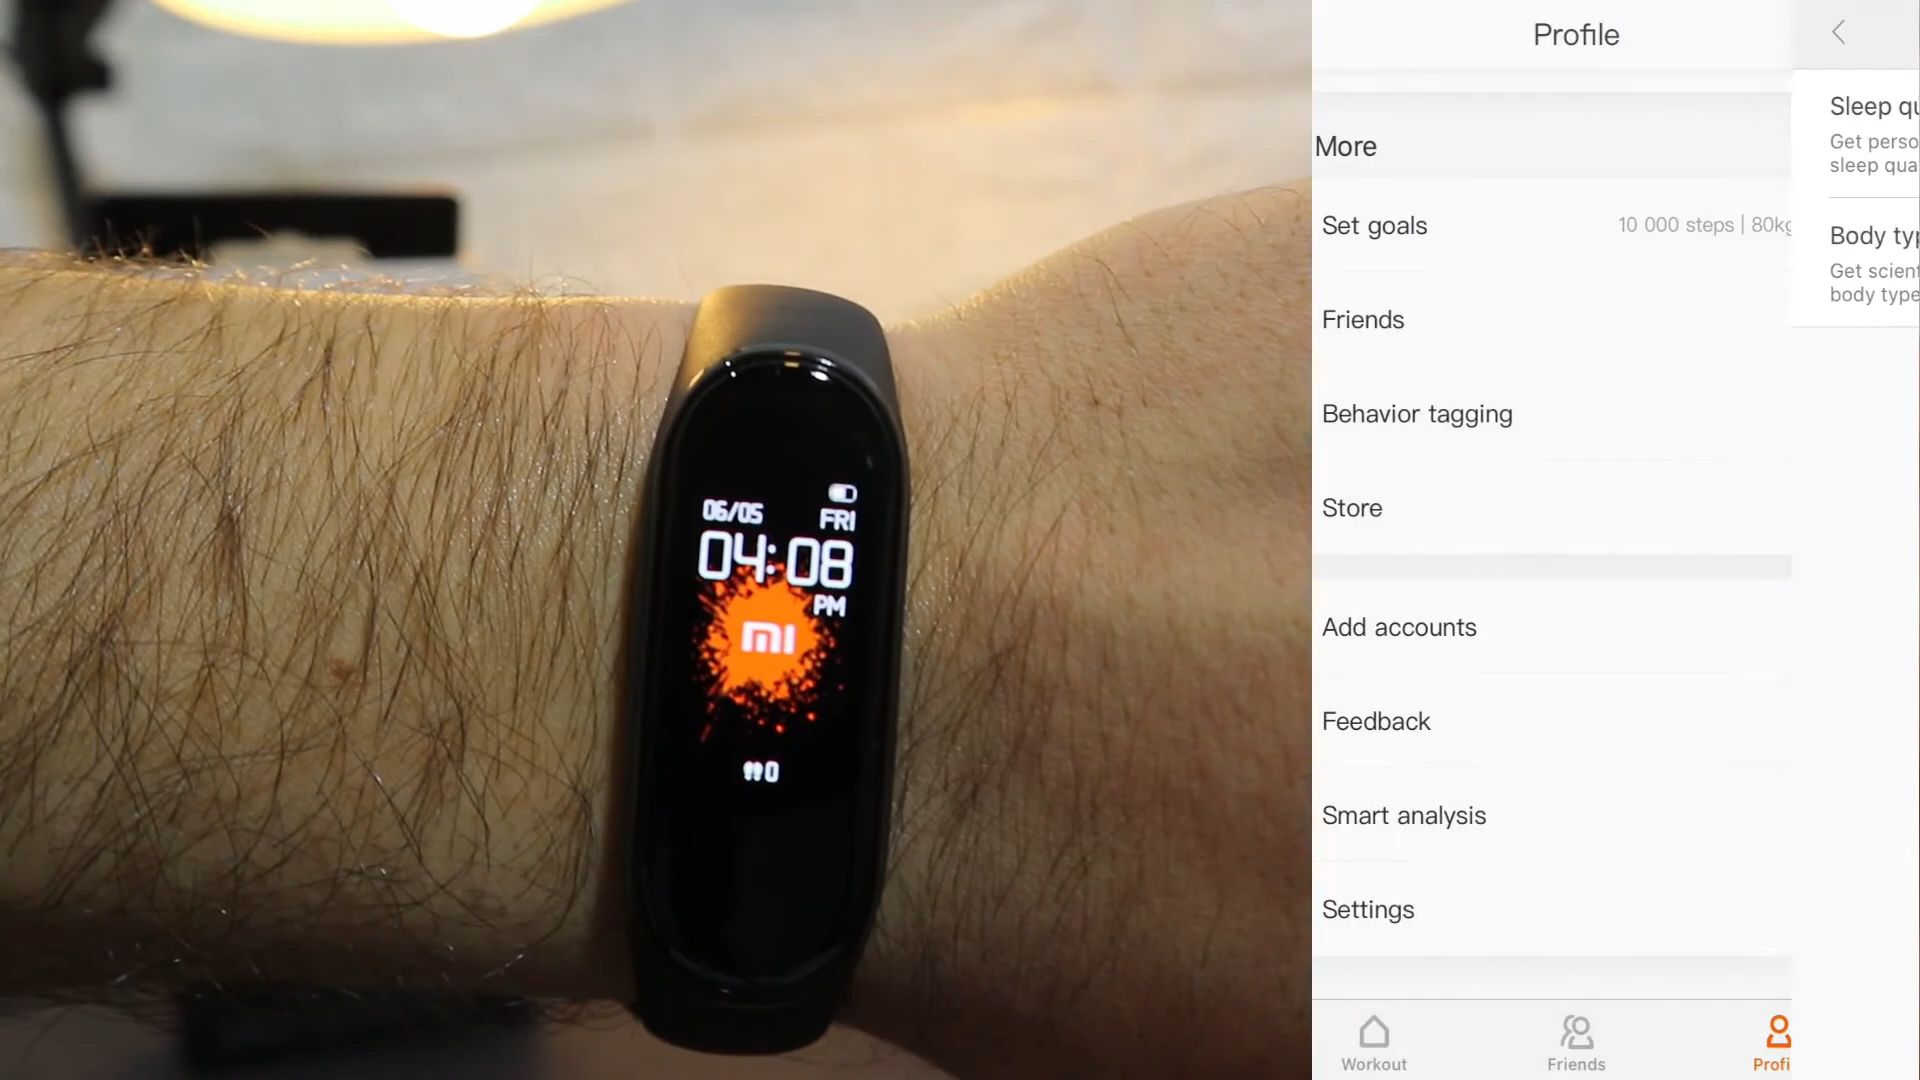 06/05
FRI
04:08
PM
mi
0
Profile
More
Set goals
10 000 steps | 80kg
Friends
Behavior tagging
Store
Add accounts
Feedback
Smart analysis
Settings
Workout
Friends
Profi
Sleep qu
Get perso
sleep qua
Body typ
Get scient
body type